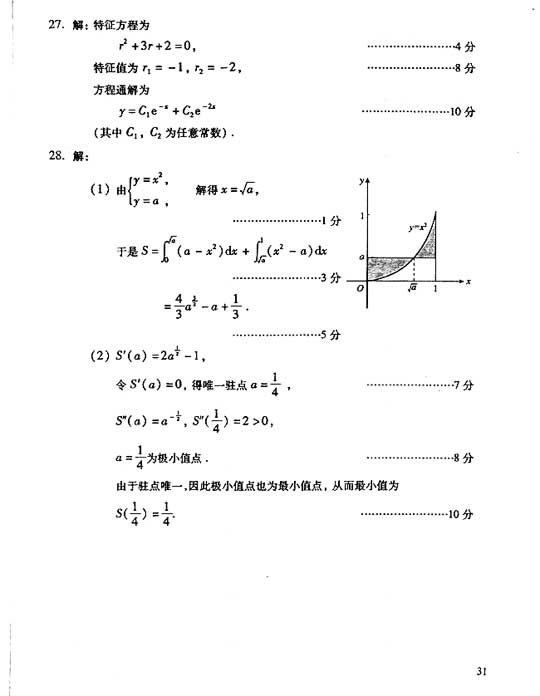 27. 解：特征方程为
r²+3r+2=0， ……………………4分
特征值为 r₁=-1，r₂=-2， ……………………8分
方程通解为
y=C₁e⁻ˣ+C₂e⁻²ˣ ……………………10分
(其中 C₁，C₂ 为任意常数).
28. 解：
(1) 由{y=x²，y=a， 解得 x=√a，
……………………1分
于是 S=∫₀^√a (a-x²)dx+∫_√a^1 (x²-a)dx
……………………3分
=4/3 a^(3/2)-a+1/3.
……………………5分
y
1
y=x²
a
O √a 1 x
(2) S'(a)=2a^(1/2)-1，
令 S'(a)=0，得唯一驻点 a=1/4， ……………………7分
S"(a)=a^(-1/2)，S"(1/4)=2>0，
a=1/4为极小值点. ……………………8分
由于驻点唯一，因此极小值点也为最小值点，从而最小值为
S(1/4)=1/4. ……………………10分
31